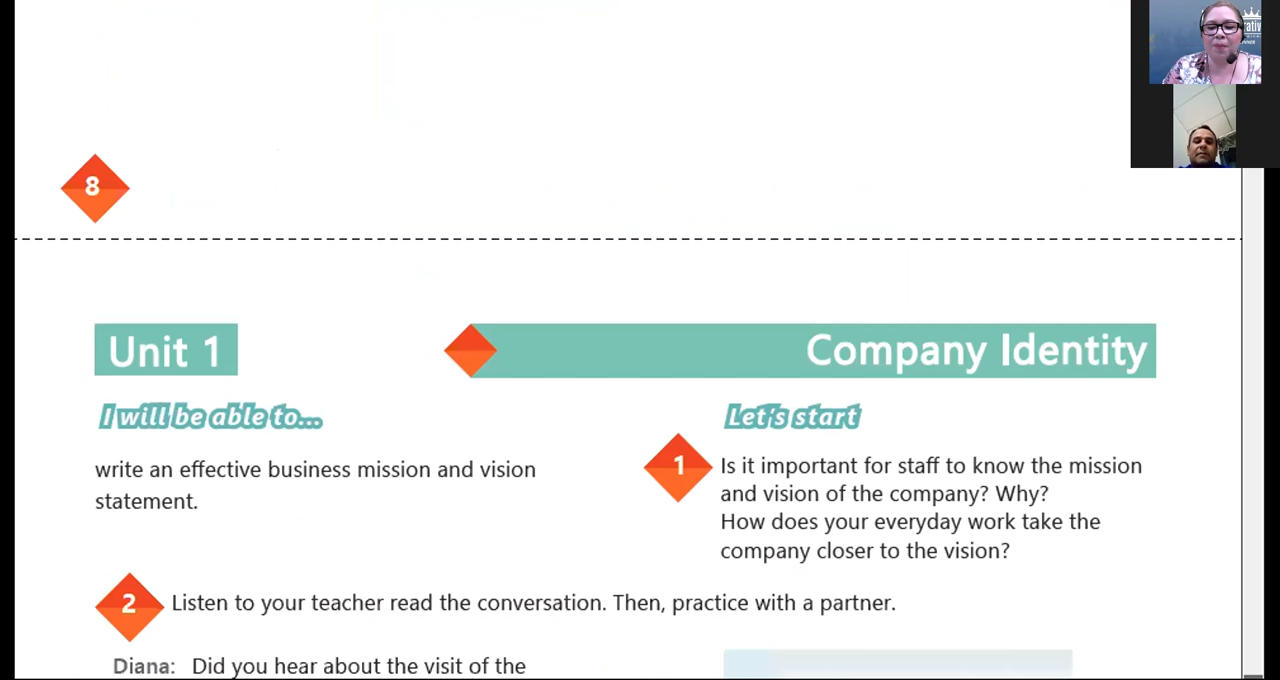 8
Unit 1
Company Identity
I will be able to...
write an effective business mission and vision
statement.
Let's start
1
Is it important for staff to know the mission
and vision of the company? Why?
How does your everyday work take the
company closer to the vision?
2
Listen to your teacher read the conversation. Then, practice with a partner.
Diana: Did you hear about the visit of the